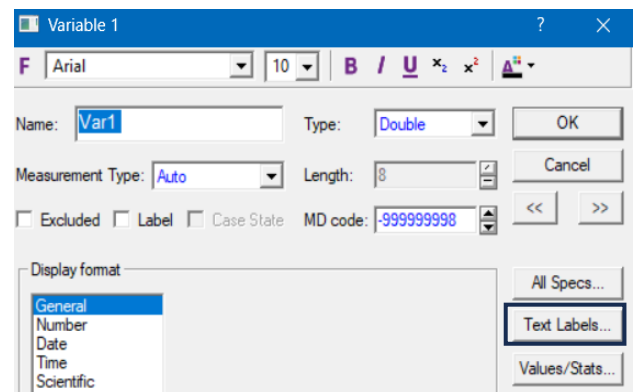 Variable 1 ? ×
F Arial 10 B I U x₂ x² A
Name: Var1 Type: Double OK
Measurement Type: Auto Length: 8 Cancel
Excluded Label Case State MD code: -999999998 << >>
Display format All Specs...
General
Number Text Labels...
Date
Time Values/Stats...
Scientific